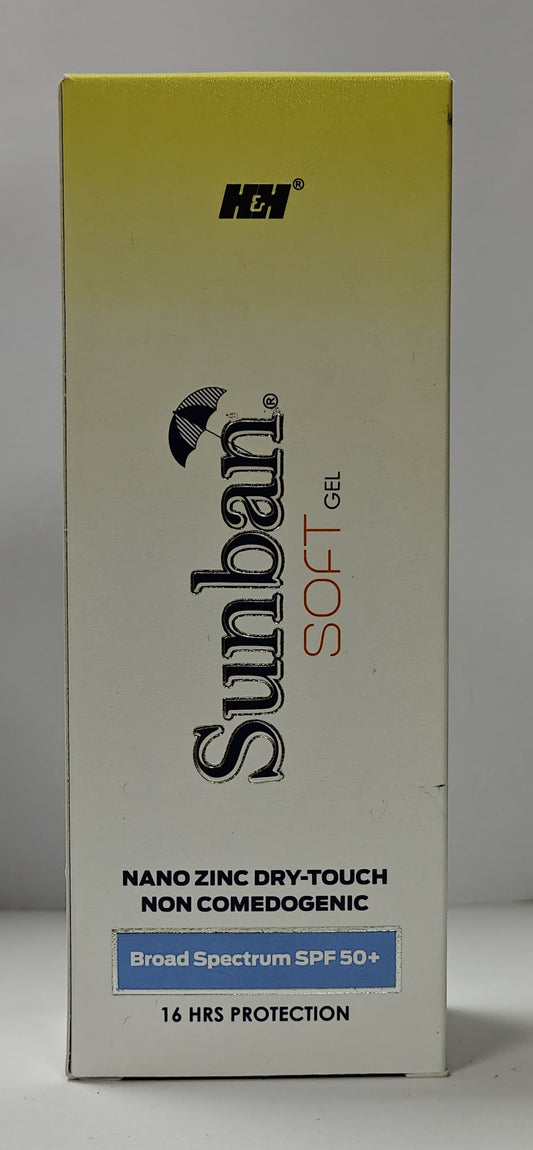 H&H®
Sunban®
SOFT GEL
NANO ZINC DRY-TOUCH
NON COMEDOGENIC
Broad Spectrum SPF 50+
16 HRS PROTECTION